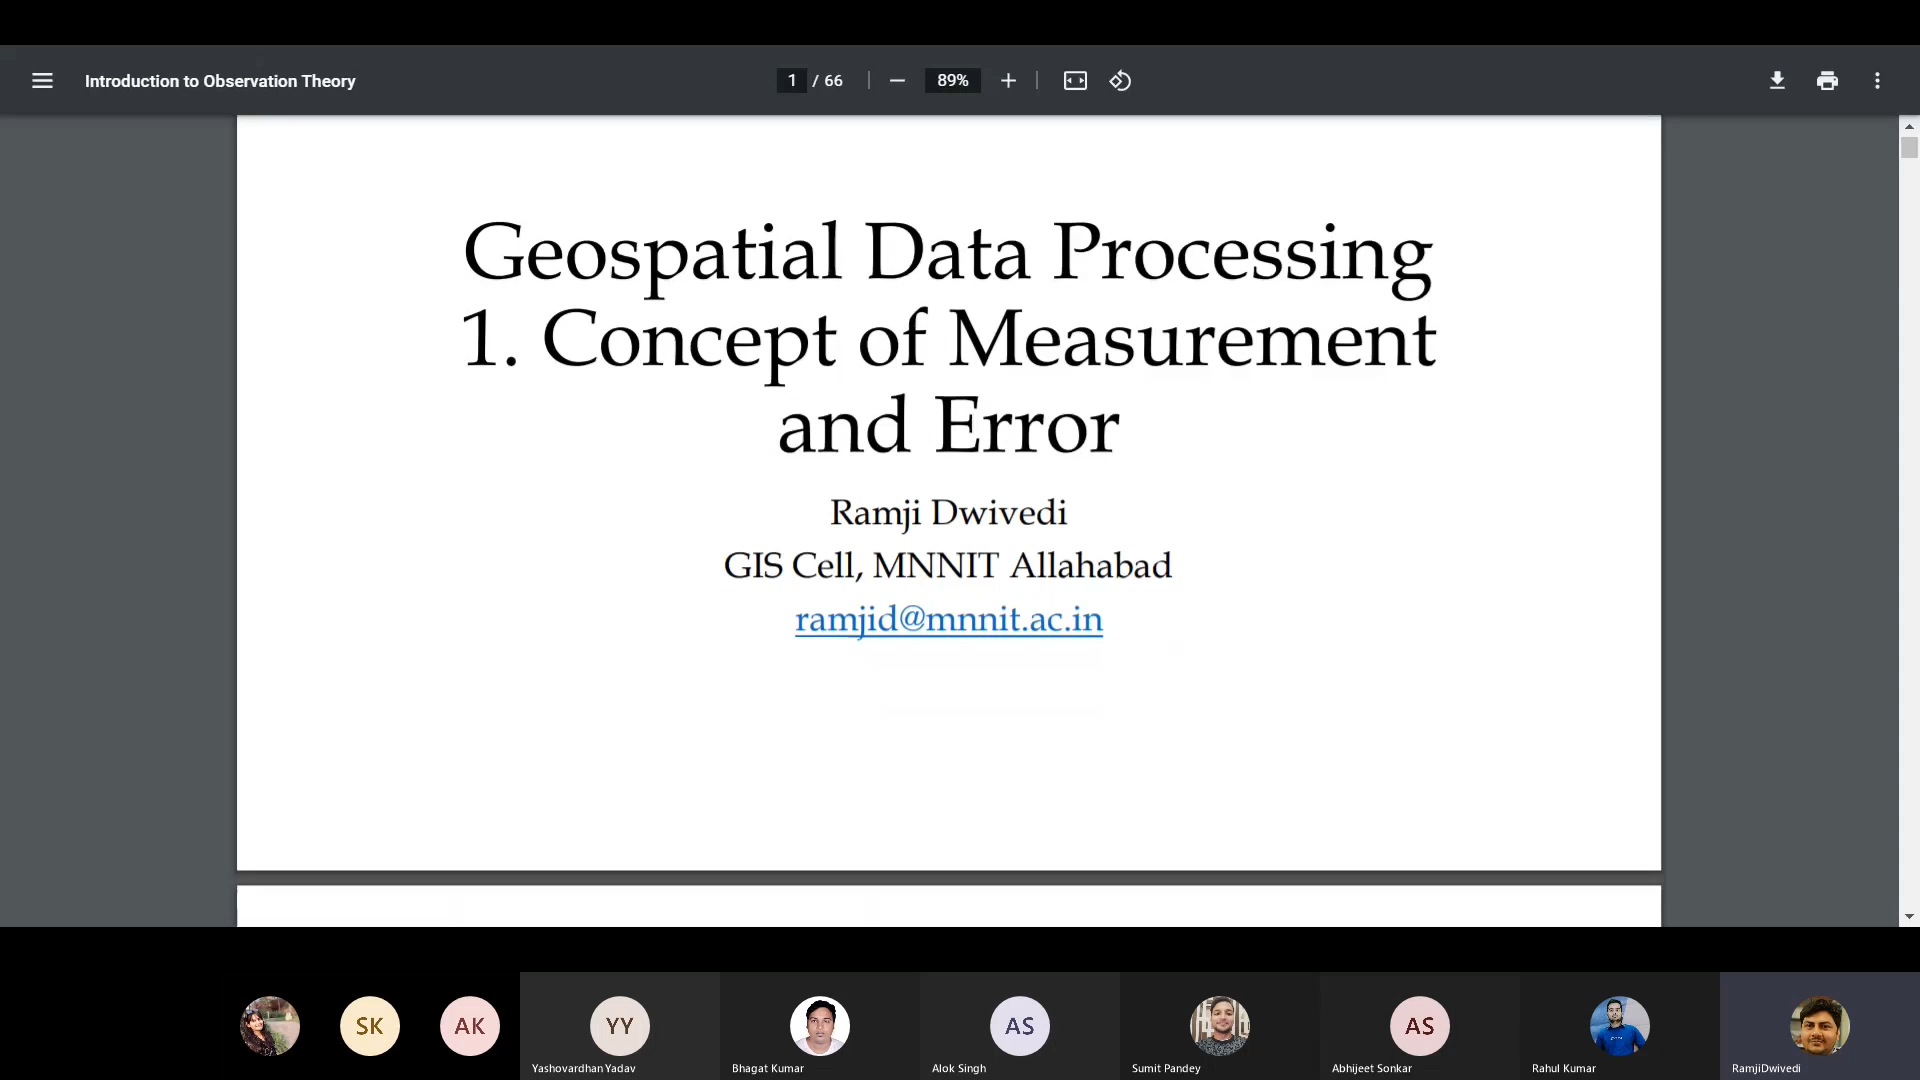 Introduction to Observation Theory
1 / 66
89%
Geospatial Data Processing
1. Concept of Measurement
and Error
Ramji Dwivedi
GIS Cell, MNNIT Allahabad
ramjid@mnnit.ac.in
SK
AK
YY
AS
AS
Yashovardhan Yadav
Bhagat Kumar
Alok Singh
Sumit Pandey
Abhijeet Sonkar
Rahul Kumar
RamjiDwivedi